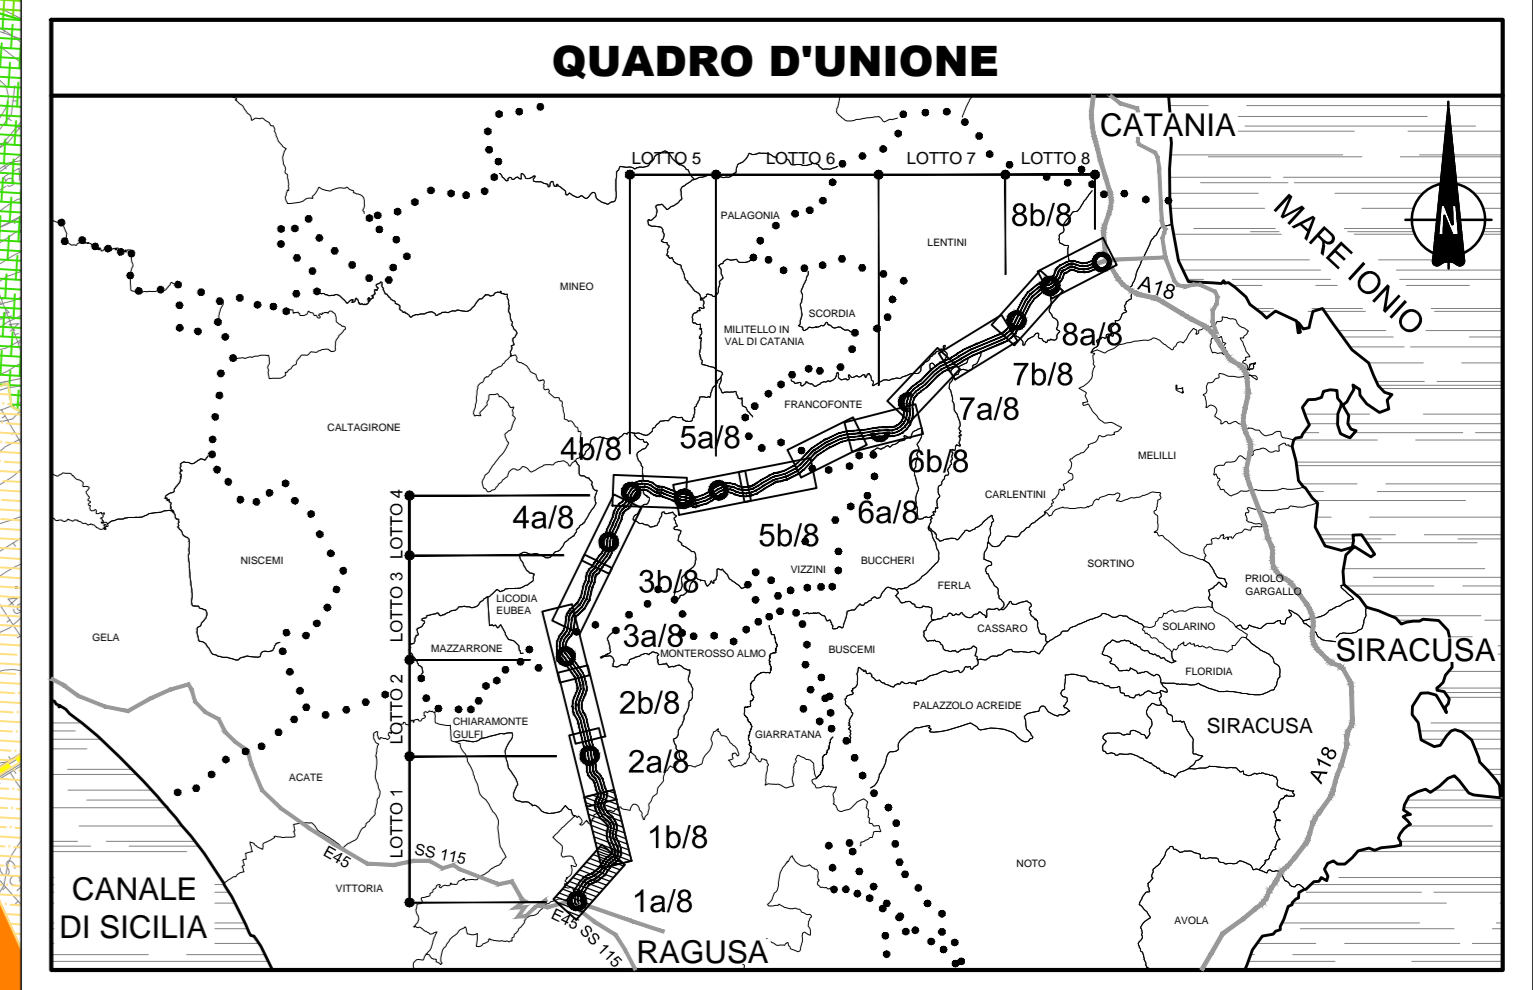 QUADRO D'UNIONE
CATANIA
LOTTO 5
LOTTO 6
LOTTO 7
LOTTO 8
PALAGONIA
8b/8
MARE IONIO
N
LENTINI
MINEO
A18
SCORDIA
MILITELLO IN
VAL DI CATANIA
8a/8
7b/8
FRANCOFONTE
7a/8
CALTAGIRONE
5a/8
4b/8
6b/8
MELILLI
CARLENTINI
LOTTO 4
4a/8
6a/8
5b/8
NISCEMI
VIZZINI
BUCCHERI
SORTINO
FERLA
PRIOLO
GARGALLO
3b/8
LOTTO 3
LICODIA
EUBEA
GELA
3a/8
CASSARO
SOLARINO
MAZZARRONE
MONTEROSSO ALMO
BUSCEMI
SIRACUSA
FLORIDIA
LOTTO 2
2b/8
PALAZZOLO ACREIDE
CHIARAMONTE
GULFI
GIARRATANA
SIRACUSA
2a/8
ACATE
A18
LOTTO 1
1b/8
E45
SS 115
NOTO
CANALE
DI SICILIA
VITTORIA
1a/8
AVOLA
E45 SS 115
RAGUSA